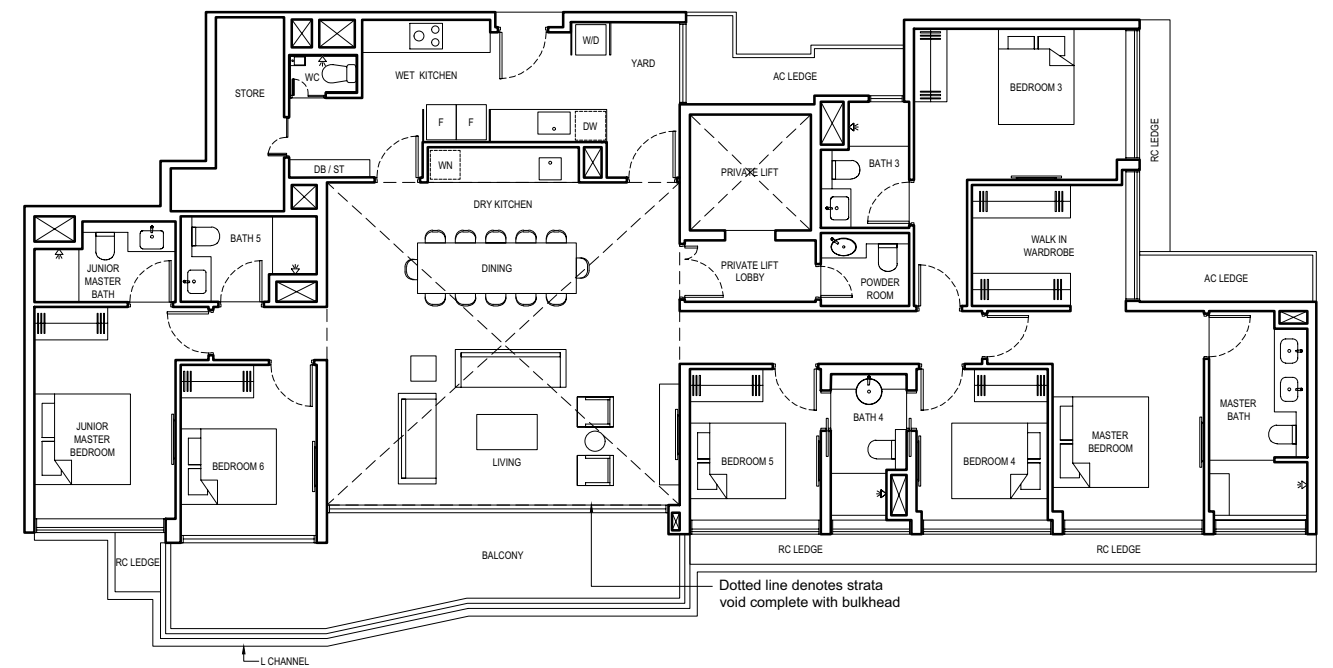 W/D
YARD
WET KITCHEN
WC
STORE
AC LEDGE
BEDROOM 3
RC LEDGE
F
F
DW
DB / ST
WN
PRIVATE LIFT
BATH 3
DRY KITCHEN
BATH 5
WALK IN
WARDROBE
JUNIOR
MASTER
BATH
DINING
PRIVATE LIFT
LOBBY
POWDER
ROOM
AC LEDGE
JUNIOR
MASTER
BEDROOM
BEDROOM 6
LIVING
BEDROOM 5
BATH 4
BEDROOM 4
MASTER
BEDROOM
MASTER
BATH
RC LEDGE
BALCONY
RC LEDGE
RC LEDGE
Dotted line denotes strata
void complete with bulkhead
L CHANNEL